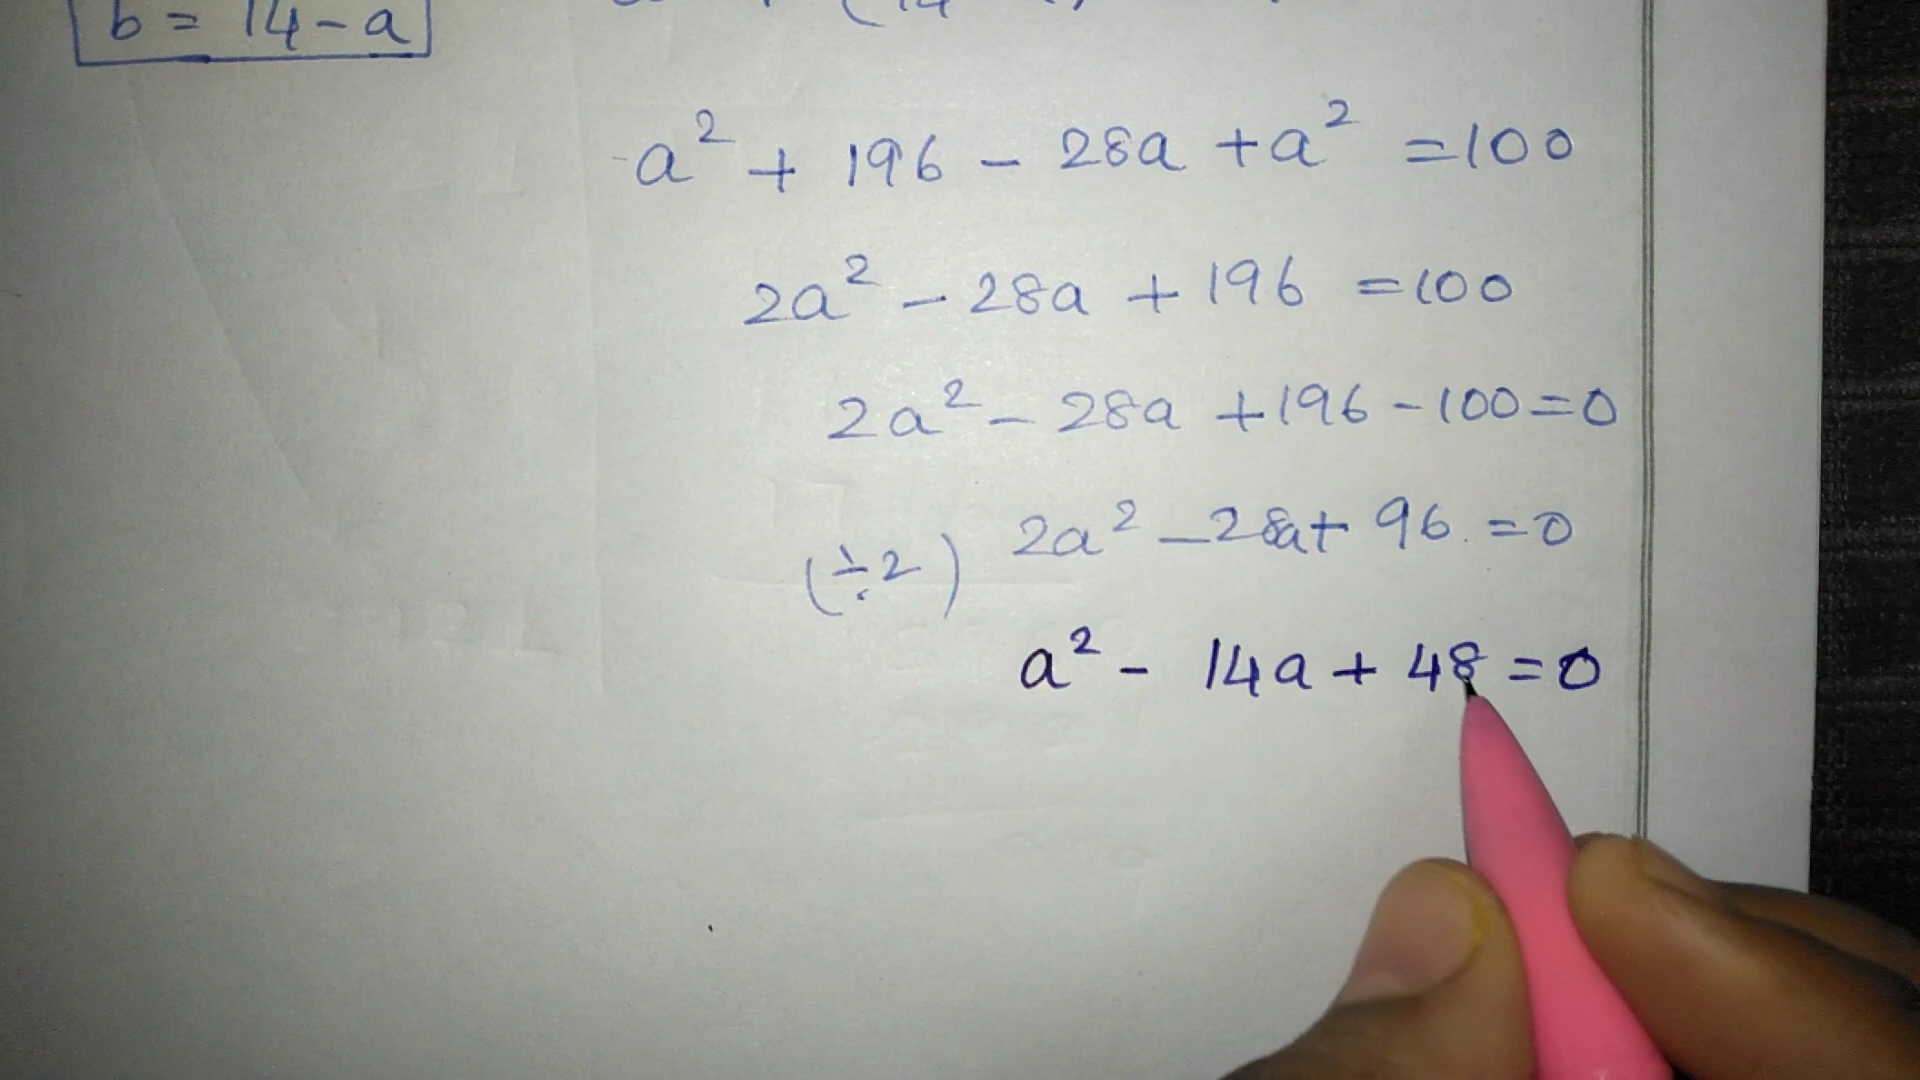 b = 14 - a
a² + 196 - 28a + a² = 100
2a² - 28a + 196 = 100
2a² - 28a + 196 - 100 = 0
(÷2) 2a² - 28a + 96 = 0
a² - 14a + 48 = 0